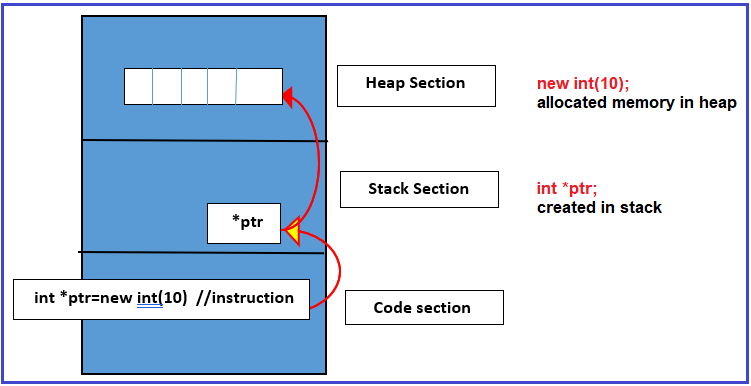 Heap Section
new int(10);
allocated memory in heap
Stack Section
int *ptr;
created in stack
*ptr
int *ptr=new int(10)  //instruction
Code section